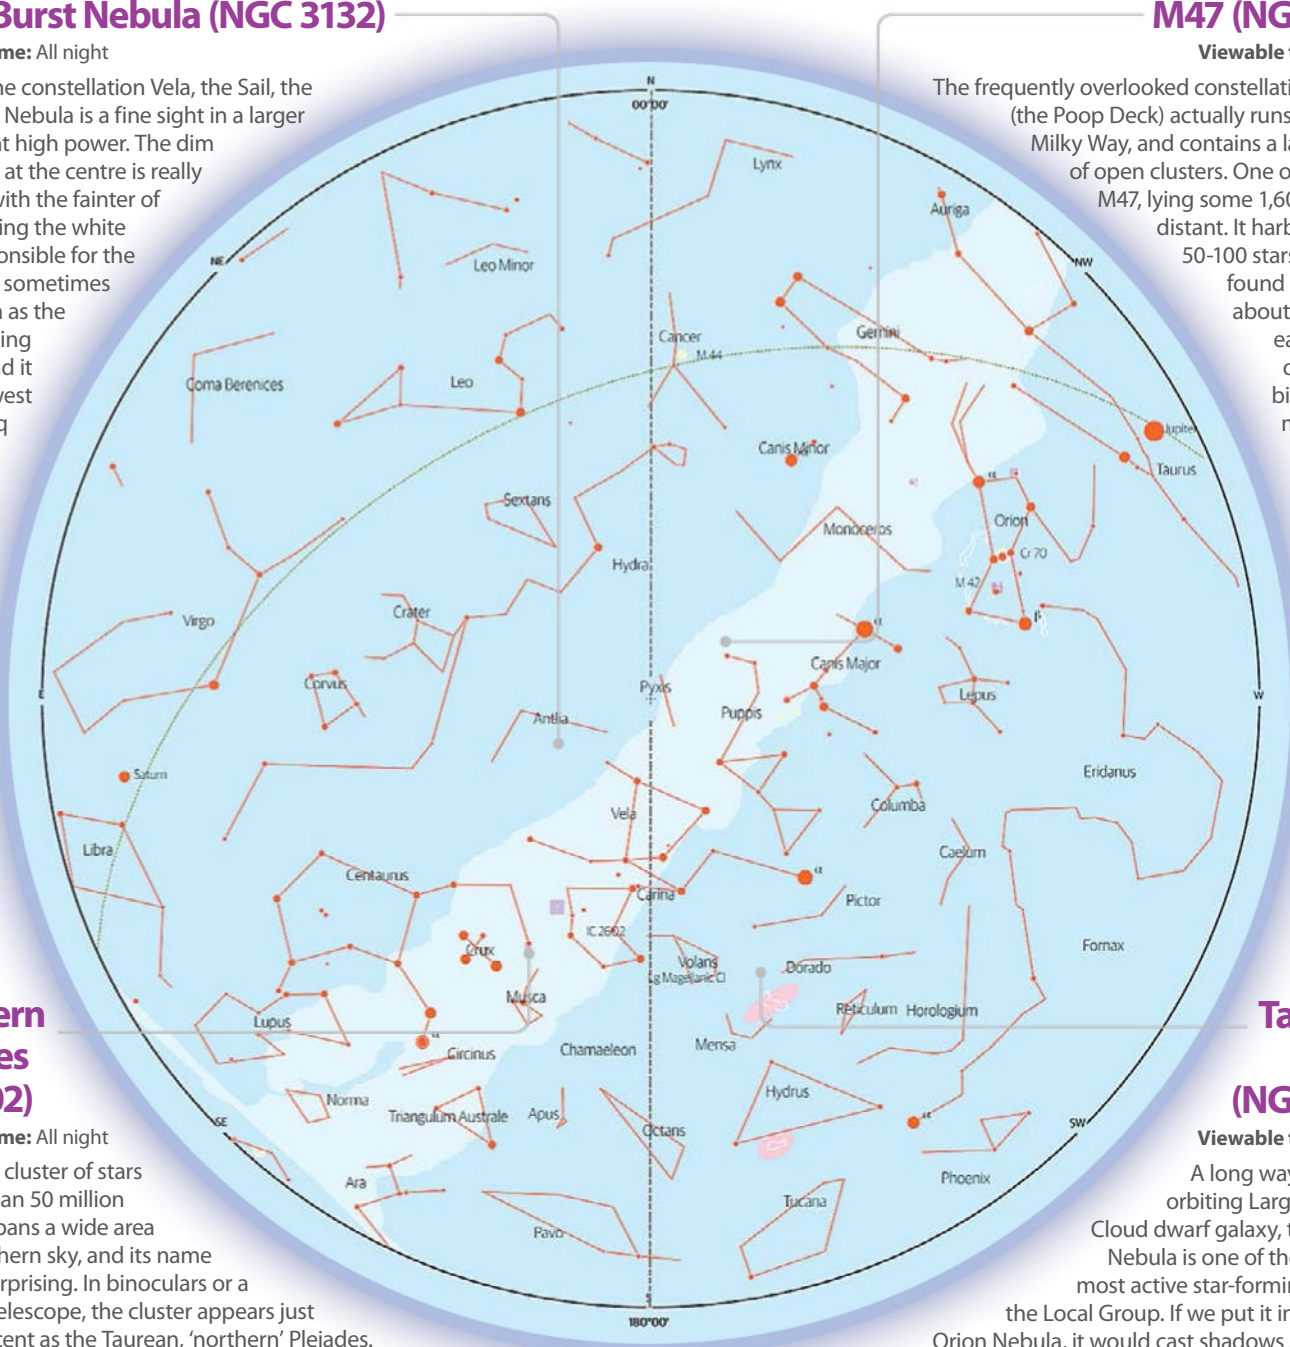 Burst Nebula (NGC 3132)
me: All night
ne constellation Vela, the Sail, the
Nebula is a fine sight in a larger
at high power. The dim
at the centre is really
with the fainter of
ing the white
onsible for the
sometimes
n as the
ing
d it
vest
q
M47 (NG
Viewable
The frequently overlooked constellati
(the Poop Deck) actually runs
Milky Way, and contains a la
of open clusters. One o
M47, lying some 1,60
distant. It harb
50-100 stars
found
about
ea
c
bi
n
N
00°00'
Lynx
Auriga
NE
Leo Minor
NW
Gemini
Cancer
M 44
Coma Berenices
Leo
Jupiter
Canis Minor
α
Taurus
Sextans
α
Orion
Monoceros
Cr 70
Hydra
M 42
Crater
β
Virgo
α
Canis Major
Corvus
Pyxis
Lepus
E
W
Antlia
Puppis
Saturn
Eridanus
Columba
Vela
Libra
Caelum
Centaurus
α
Carina
Pictor
IC 2602
Crux
Fornax
Volans
Dorado
Lg Magellanic Cl
Musca
Reticulum
Horologium
Lupus
Mensa
α
Circinus
Chamaeleon
Hydrus
Norma
Triangulum Australe
Apus
α
SE
Octans
SW
Phoenix
Ara
Tucana
Pavo
S
180°00'
ern
es
02)
me: All night
cluster of stars
an 50 million
pans a wide area
hern sky, and its name
rprising. In binoculars or a
elescope, the cluster appears just
cent as the Taurean, ‘northern’ Pleiades.
Ta
(NG
Viewable
A long way
orbiting Larg
Cloud dwarf galaxy, t
Nebula is one of the
most active star-formin
the Local Group. If we put it in
Orion Nebula, it would cast shadows